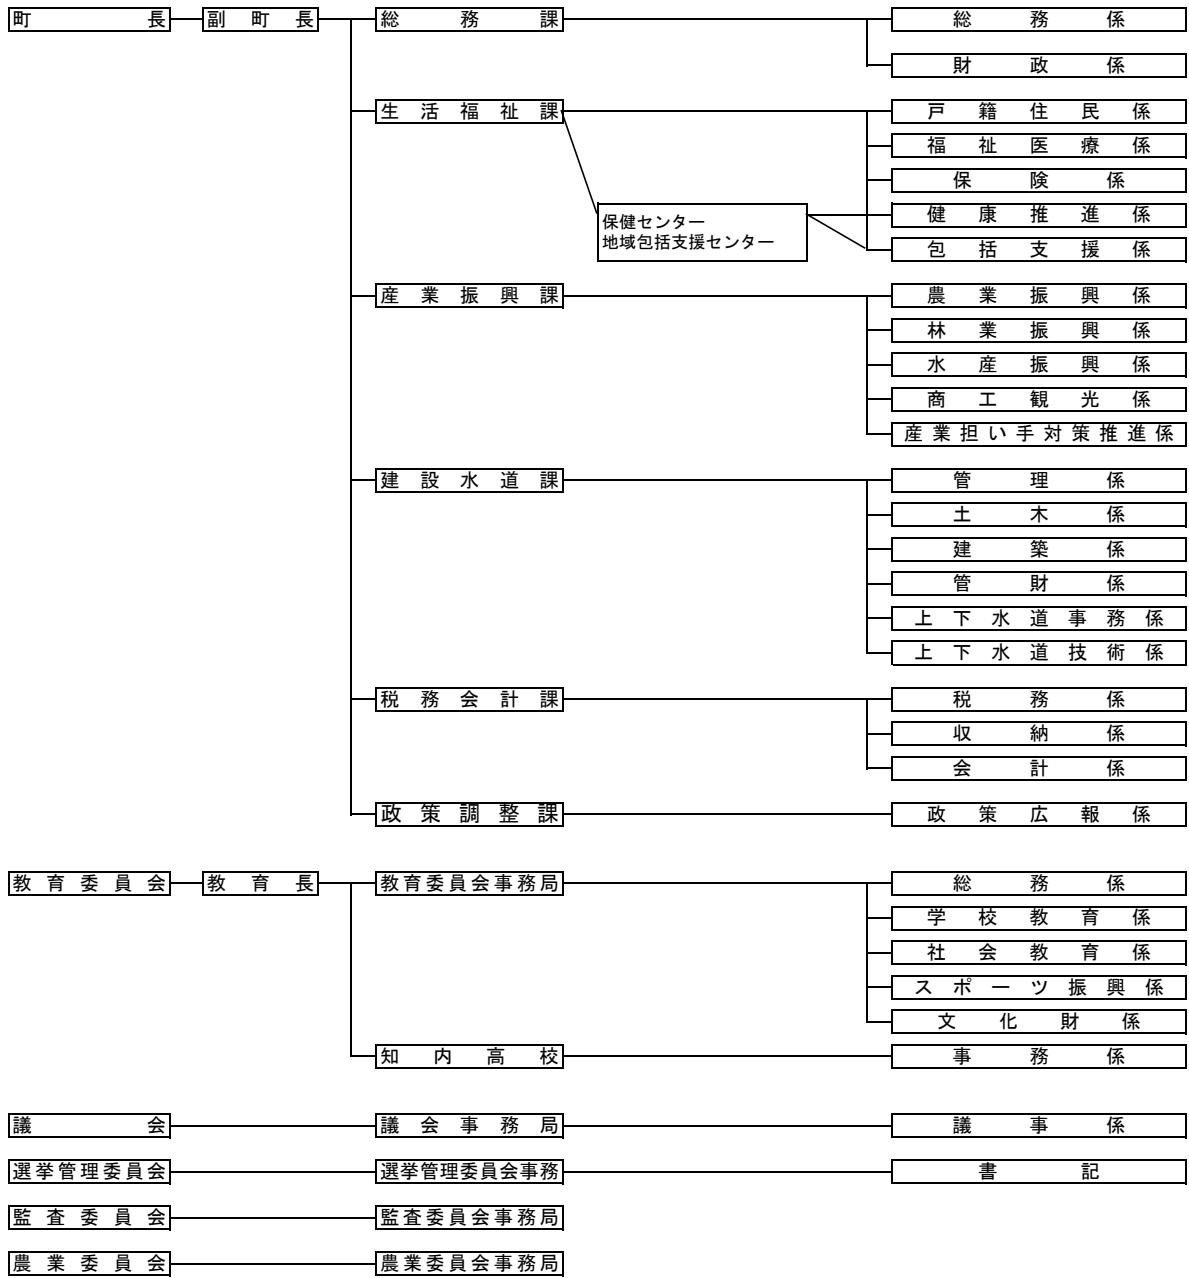 町長 副町長 総務課 総務係
財政係
生活福祉課 戸籍住民係
福祉医療係
保険係
保健センター 健康推進係
地域包括支援センター 包括支援係
産業振興課 農業振興係
林業振興係
水産振興係
商工観光係
産業担い手対策推進係
建設水道課 管理係
土木係
建築係
管財係
上下水道事務係
上下水道技術係
税務会計課 税務係
収納係
会計係
政策調整課 政策広報係
教育委員会 教育長 教育委員会事務局 総務係
学校教育係
社会教育係
スポーツ振興係
文化財係
知内高校 事務係
議会 議会事務局 議事係
選挙管理委員会 選挙管理委員会事務 書記
監査委員会 監査委員会事務局
農業委員会 農業委員会事務局